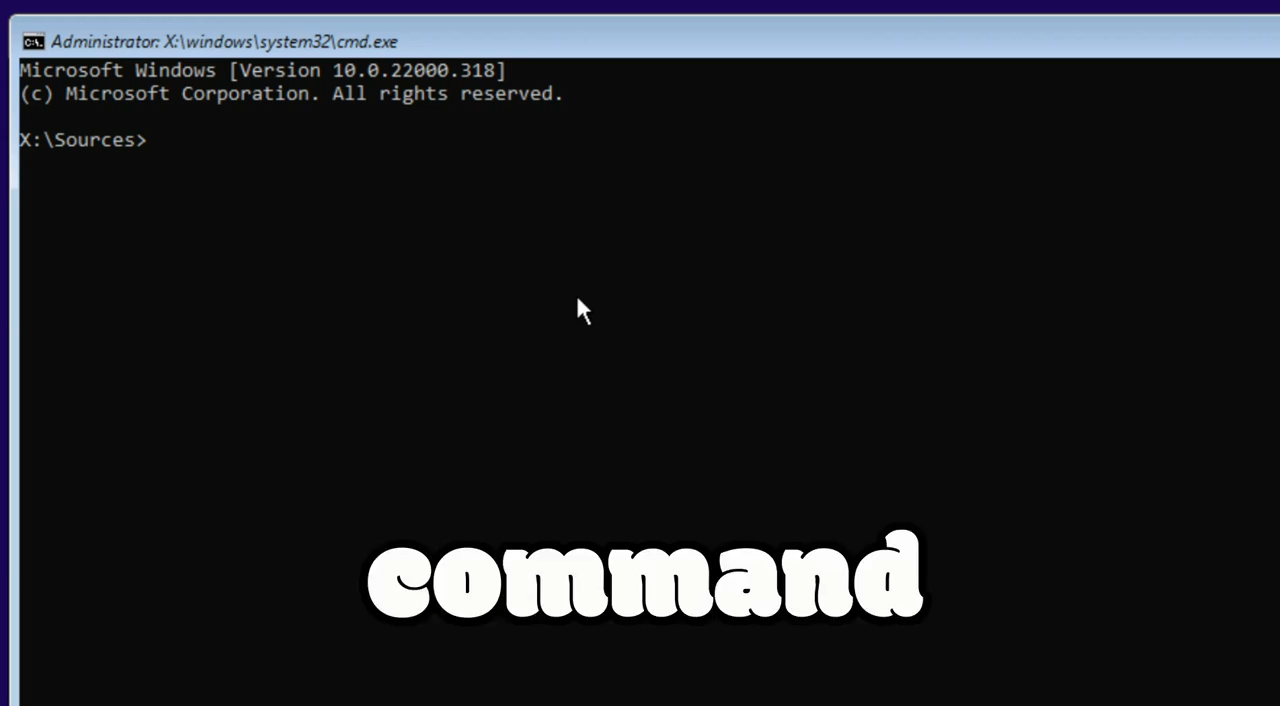 Administrator: X:\windows\system32\cmd.exe
Microsoft Windows [Version 10.0.22000.318]
(c) Microsoft Corporation. All rights reserved.
X:\Sources>
command